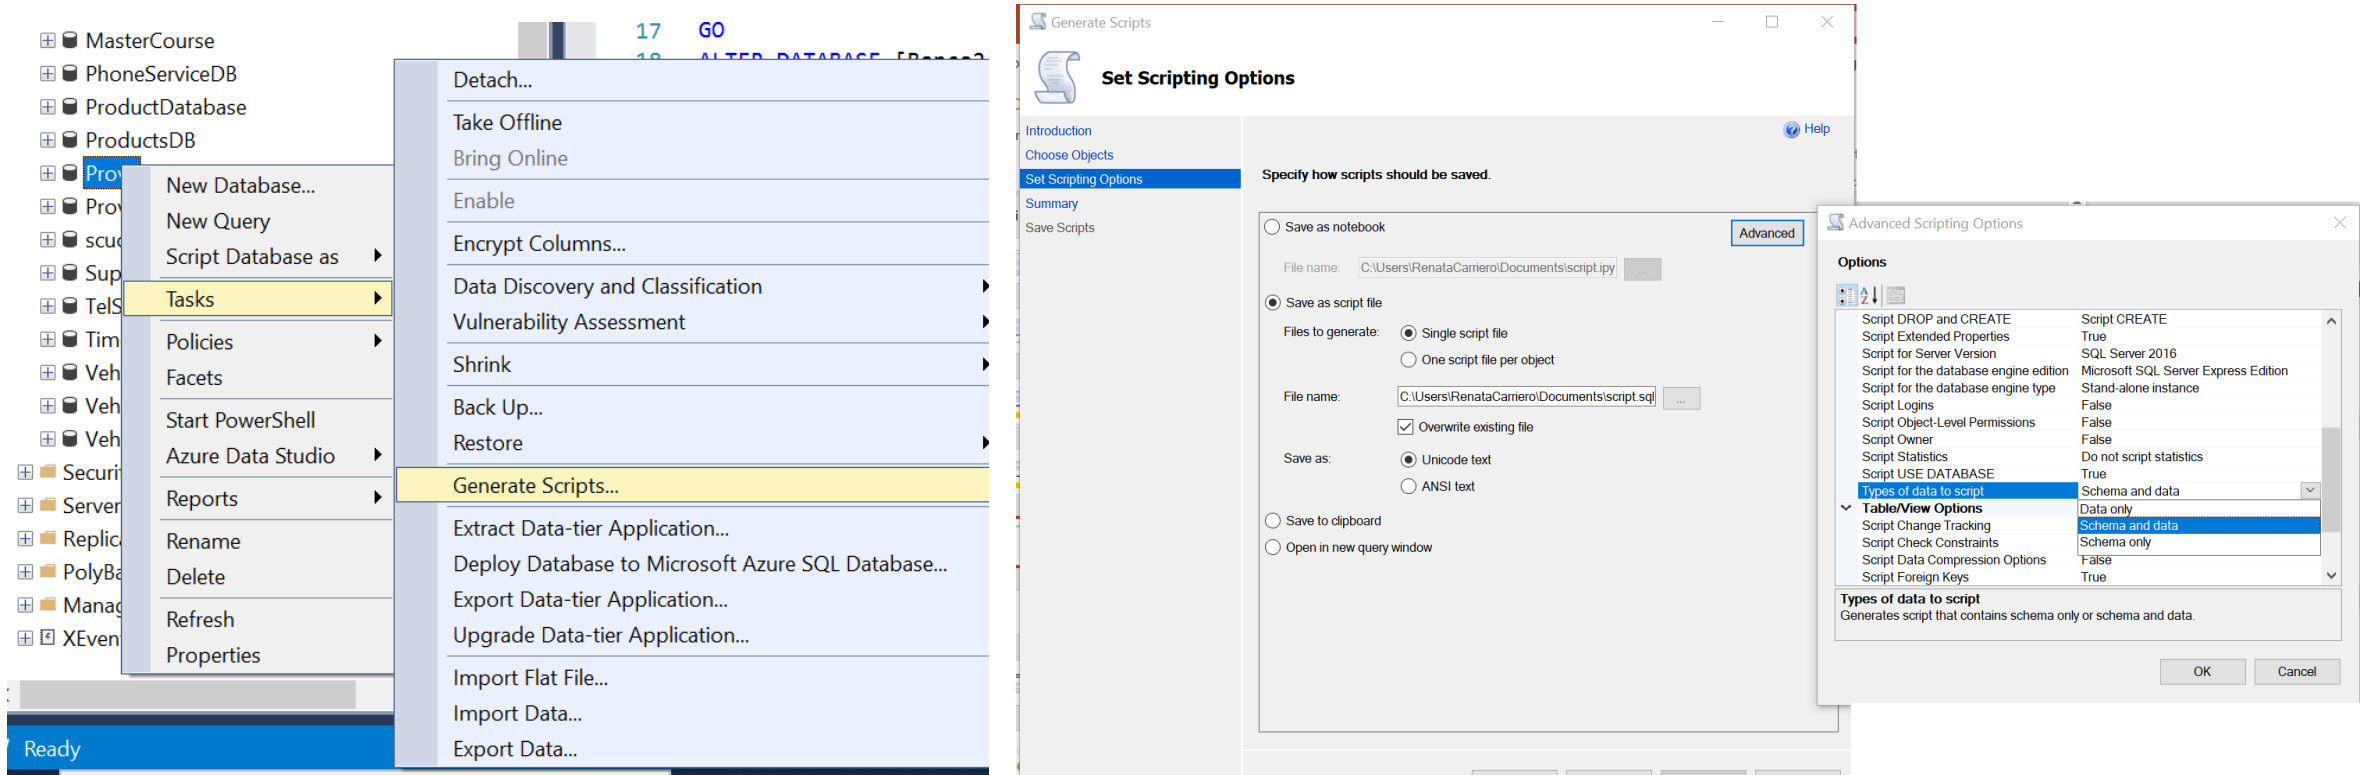 MasterCourse
PhoneServiceDB
ProductDatabase
ProductsDB
Prov
Prov
scuo
Sup
TelS
Tim
Veh
Veh
Veh
Securit
Server
Replic
PolyBa
Manag
XEven
Ready
New Database...
New Query
Script Database as
Tasks
Policies
Facets
Start PowerShell
Azure Data Studio
Reports
Rename
Delete
Refresh
Properties
17 GO
18 ALTER DATABASE
Detach...
Take Offline
Bring Online
Enable
Encrypt Columns...
Data Discovery and Classification
Vulnerability Assessment
Shrink
Back Up...
Restore
Generate Scripts...
Extract Data-tier Application...
Deploy Database to Microsoft Azure SQL Database...
Export Data-tier Application...
Upgrade Data-tier Application...
Import Flat File...
Import Data...
Export Data...
Generate Scripts
Set Scripting Options
Introduction
Choose Objects
Set Scripting Options
Summary
Save Scripts
Help
Specify how scripts should be saved.
Save as notebook
Advanced
File name: C:\Users\RenataCarriero\Documents\script.ipy ...
Save as script file
Files to generate: Single script file
One script file per object
File name: C:\Users\RenataCarriero\Documents\script.sql ...
Overwrite existing file
Save as: Unicode text
ANSI text
Save to clipboard
Open in new query window
Advanced Scripting Options
Options
Script DROP and CREATE Script CREATE
Script Extended Properties True
Script for Server Version SQL Server 2016
Script for the database engine edition Microsoft SQL Server Express Edition
Script for the database engine type Stand-alone instance
Script Logins False
Script Object-Level Permissions False
Script Owner False
Script Statistics Do not script statistics
Script USE DATABASE True
Types of data to script Schema and data
Table/View Options Data only
Script Change Tracking Schema and data
Script Check Constraints Schema only
Script Data Compression Options False
Script Foreign Keys True
Types of data to script
Generates script that contains schema only or schema and data.
OK Cancel